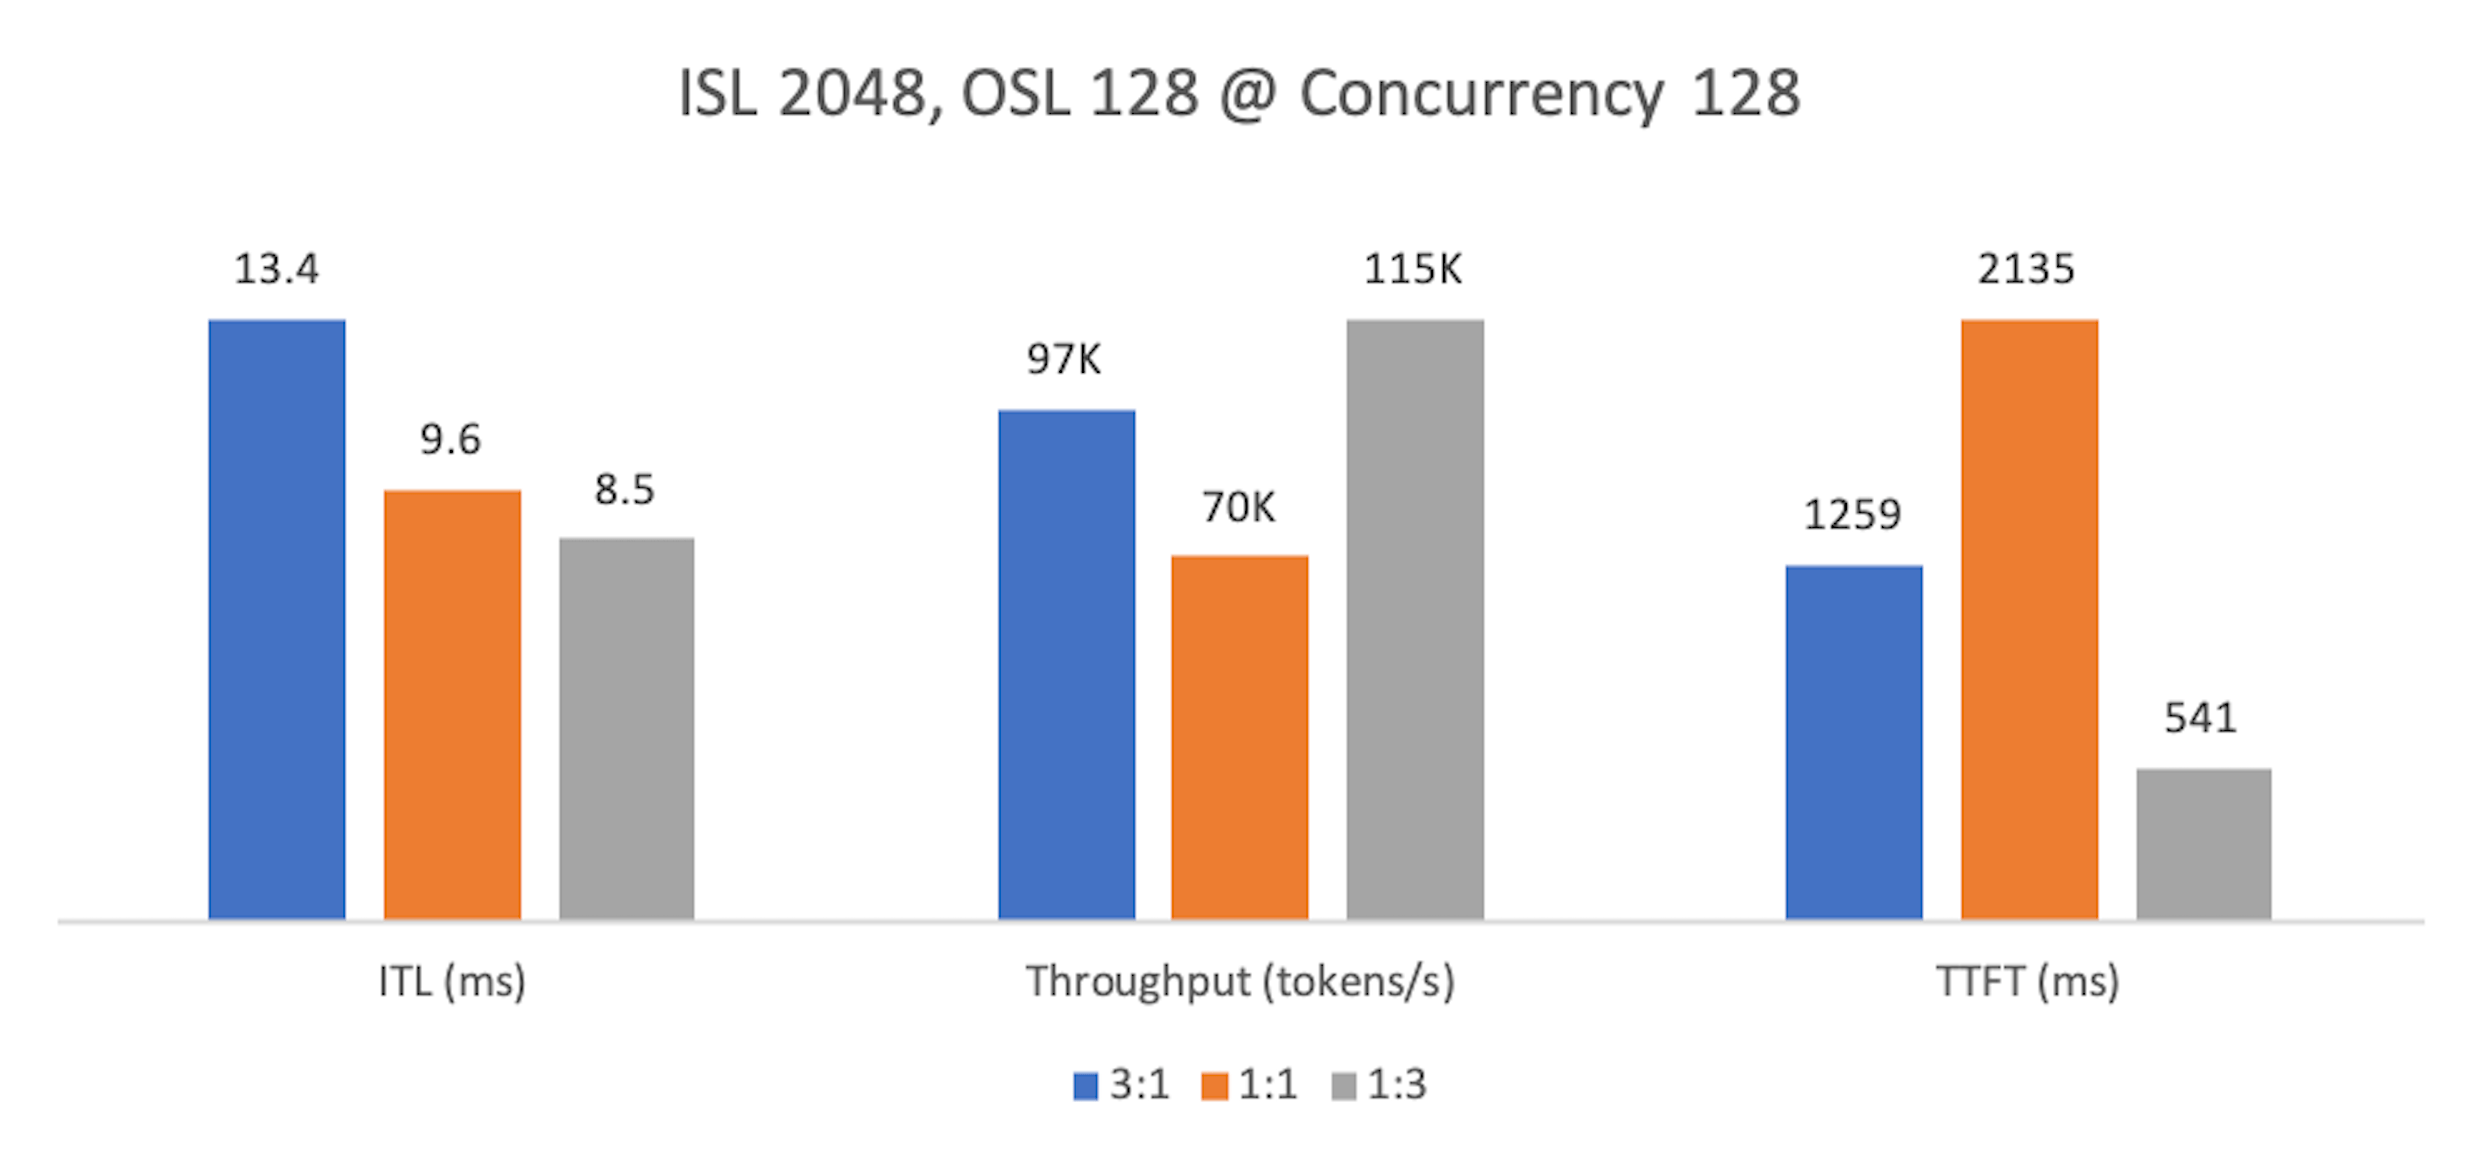 ISL 2048, OSL 128 @ Concurrency 128
13.4
9.6
8.5
97K
70K
115K
1259
2135
541
ITL (ms)
Throughput (tokens/s)
TTFT (ms)
3:1
1:1
1:3